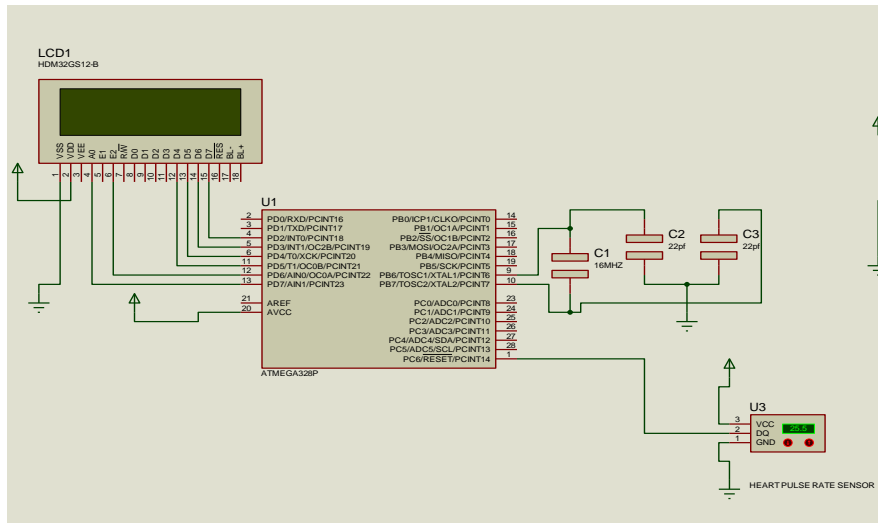 LCD1
HDM32GS12-B
VSS
VDD
VEE
A0
E1
E2
R/W
D0
D1
D2
D3
D4
D5
D6
D7
RES
BL-
BL+
1
2
3
4
5
6
7
8
9
10
11
12
13
14
15
16
17
18
U1
2 PD0/RXD/PCINT16 PB0/ICP1/CLKO/PCINT0 14
3 PD1/TXD/PCINT17 PB1/OC1A/PCINT1 15
4 PD2/INT0/PCINT18 PB2/SS/OC1B/PCINT2 16
5 PD3/INT1/OC2B/PCINT19 PB3/MOSI/OC2A/PCINT3 17
6 PD4/T0/XCK/PCINT20 PB4/MISO/PCINT4 18
11 PD5/T1/OC0B/PCINT21 PB5/SCK/PCINT5 19
12 PD6/AIN0/OC0A/PCINT22 PB6/TOSC1/XTAL1/PCINT6 9
13 PD7/AIN1/PCINT23 PB7/TOSC2/XTAL2/PCINT7 10
21 AREF PC0/ADC0/PCINT8 23
20 AVCC PC1/ADC1/PCINT9 24
PC2/ADC2/PCINT10 25
PC3/ADC3/PCINT11 26
PC4/ADC4/SDA/PCINT12 27
PC5/ADC5/SCL/PCINT13 28
PC6/RESET/PCINT14 1
ATMEGA328P
C1
16MHZ
C2
22pf
C3
22pf
U3
3 VCC
2 DQ
1 GND
25.5
HEART PULSE RATE SENSOR